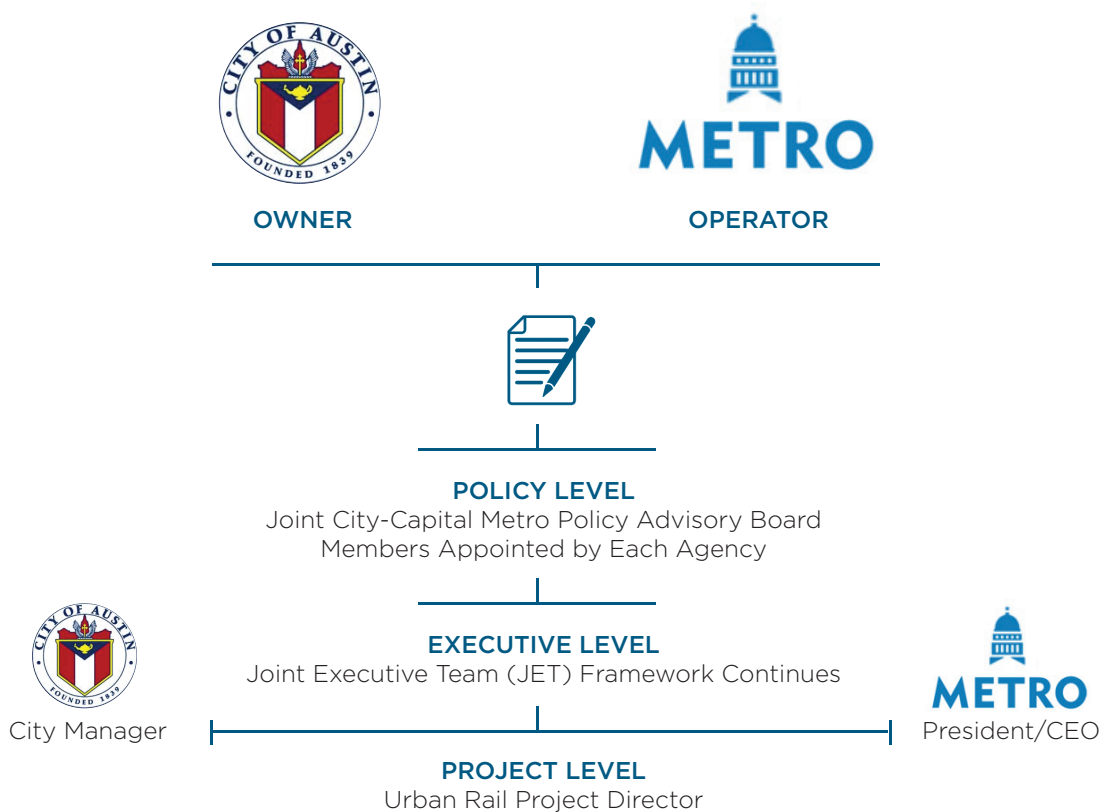 CITY OF AUSTIN
FOUNDED 1839
METRO
OWNER
OPERATOR
POLICY LEVEL
Joint City-Capital Metro Policy Advisory Board
Members Appointed by Each Agency
EXECUTIVE LEVEL
Joint Executive Team (JET) Framework Continues
CITY OF AUSTIN
FOUNDED 1839
City Manager
METRO
President/CEO
PROJECT LEVEL
Urban Rail Project Director